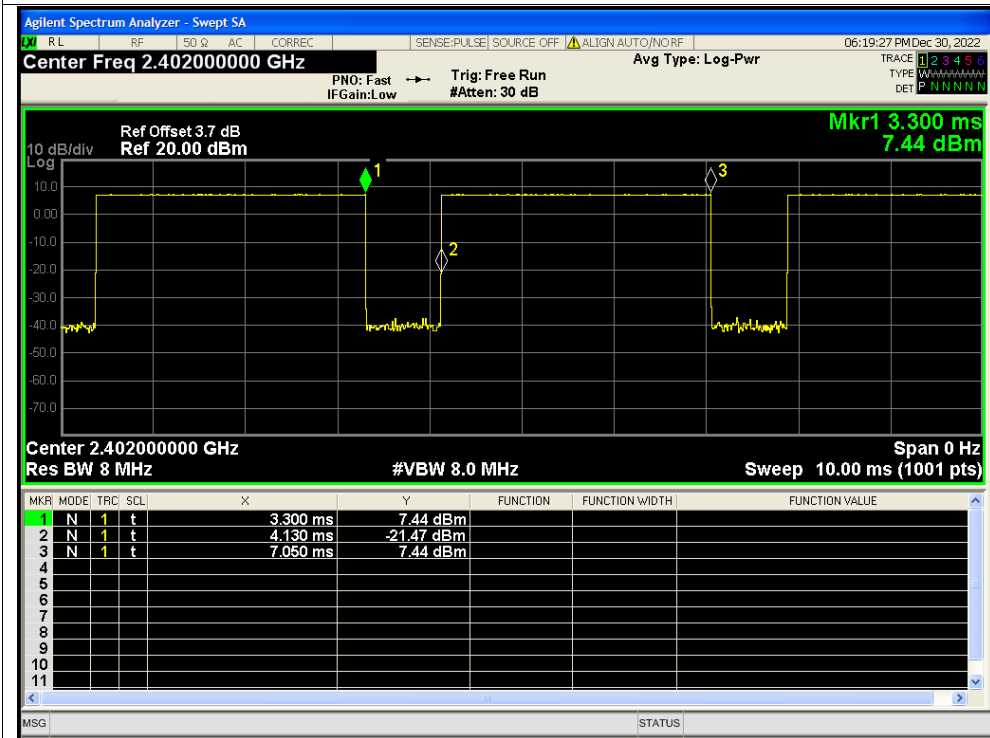 Agilent Spectrum Analyzer - Swept SA
LXI RL RF 50 Ω AC CORREC SENSE:PULSE SOURCE OFF ALIGN AUTO/NO RF 06:19:27 PM Dec 30, 2022
Center Freq 2.402000000 GHz Avg Type: Log-Pwr TRACE 1 2 3 4 5 6
PNO: Fast Trig: Free Run TYPE WWWWWW
IFGain:Low #Atten: 30 dB DET P N N N N N
Mkr1 3.300 ms
Ref Offset 3.7 dB
10 dB/div Ref 20.00 dBm 7.44 dBm
Log
1
3
10.0
0.00
-10.0
2
-20.0
-30.0
-40.0
-50.0
-60.0
-70.0
Center 2.402000000 GHz Span 0 Hz
Res BW 8 MHz #VBW 8.0 MHz Sweep 10.00 ms (1001 pts)
MKR MODE TRC SCL X Y FUNCTION FUNCTION WIDTH FUNCTION VALUE
1 N 1 t 3.300 ms 7.44 dBm
2 N 1 t 4.130 ms -21.47 dBm
3 N 1 t 7.050 ms 7.44 dBm
4
5
6
7
8
9
10
11
MSG STATUS